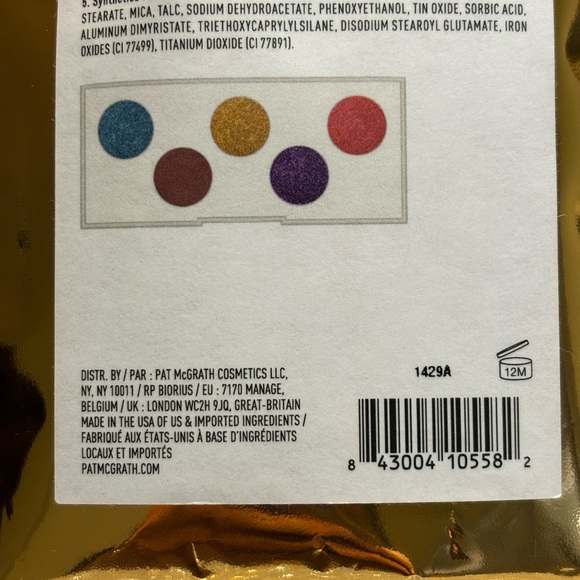 5. Synthetic
STEARATE, MICA, TALC, SODIUM DEHYDROACETATE, PHENOXYETHANOL, TIN OXIDE, SORBIC ACID,
ALUMINUM DIMYRISTATE, TRIETHOXYCAPRYLYLSILANE, DISODIUM STEAROYL GLUTAMATE, IRON
OXIDES (CI 77499), TITANIUM DIOXIDE (CI 77891).
DISTR. BY / PAR : PAT McGRATH COSMETICS LLC,
NY, NY 10011 / RP BIORIUS / EU : 7170 MANAGE,
BELGIUM / UK : LONDON WC2H 9JQ, GREAT-BRITAIN
MADE IN THE USA OF US & IMPORTED INGREDIENTS /
FABRIQUÉ AUX ÉTATS-UNIS À BASE D'INGRÉDIENTS
LOCAUX ET IMPORTÉS
PATMCGRATH.COM
1429A
12M
8 43004 10558 2